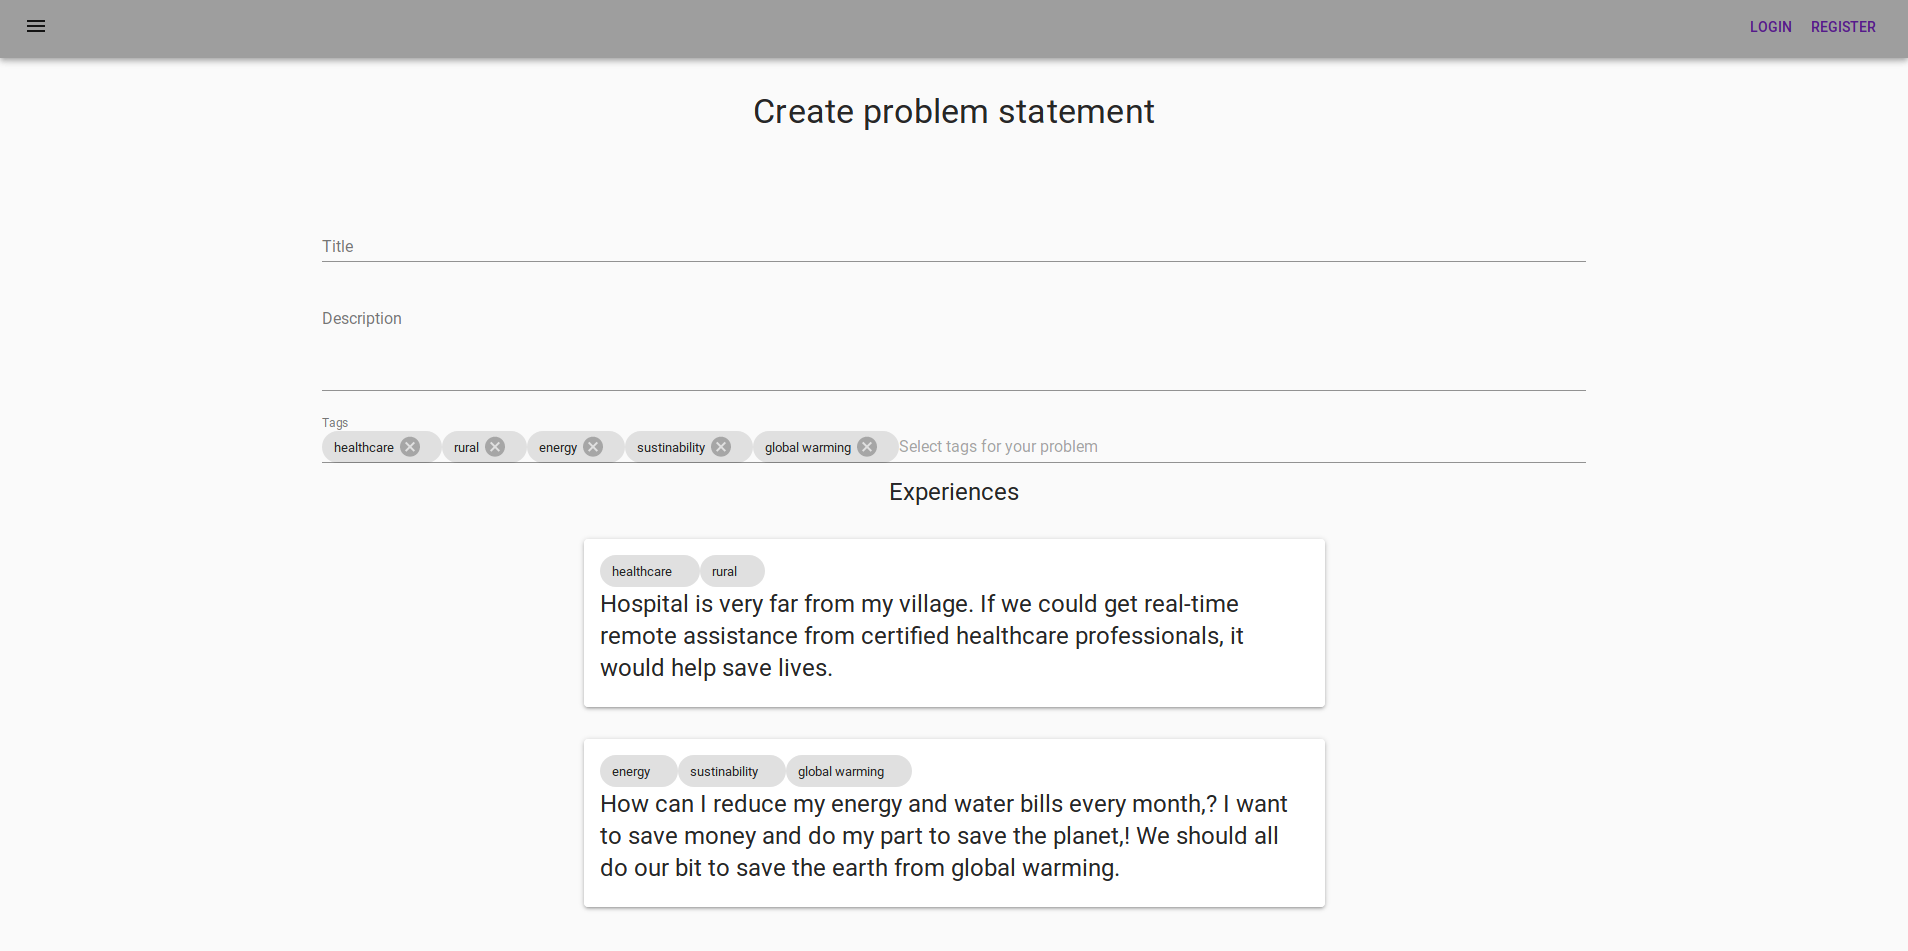 LOGIN REGISTER
Create problem statement
Title
Description
Tags
healthcare rural energy sustinability global warming Select tags for your problem
Experiences
healthcare rural
Hospital is very far from my village. If we could get real-time
remote assistance from certified healthcare professionals, it
would help save lives.
energy sustinability global warming
How can I reduce my energy and water bills every month,? I want
to save money and do my part to save the planet,! We should all
do our bit to save the earth from global warming.